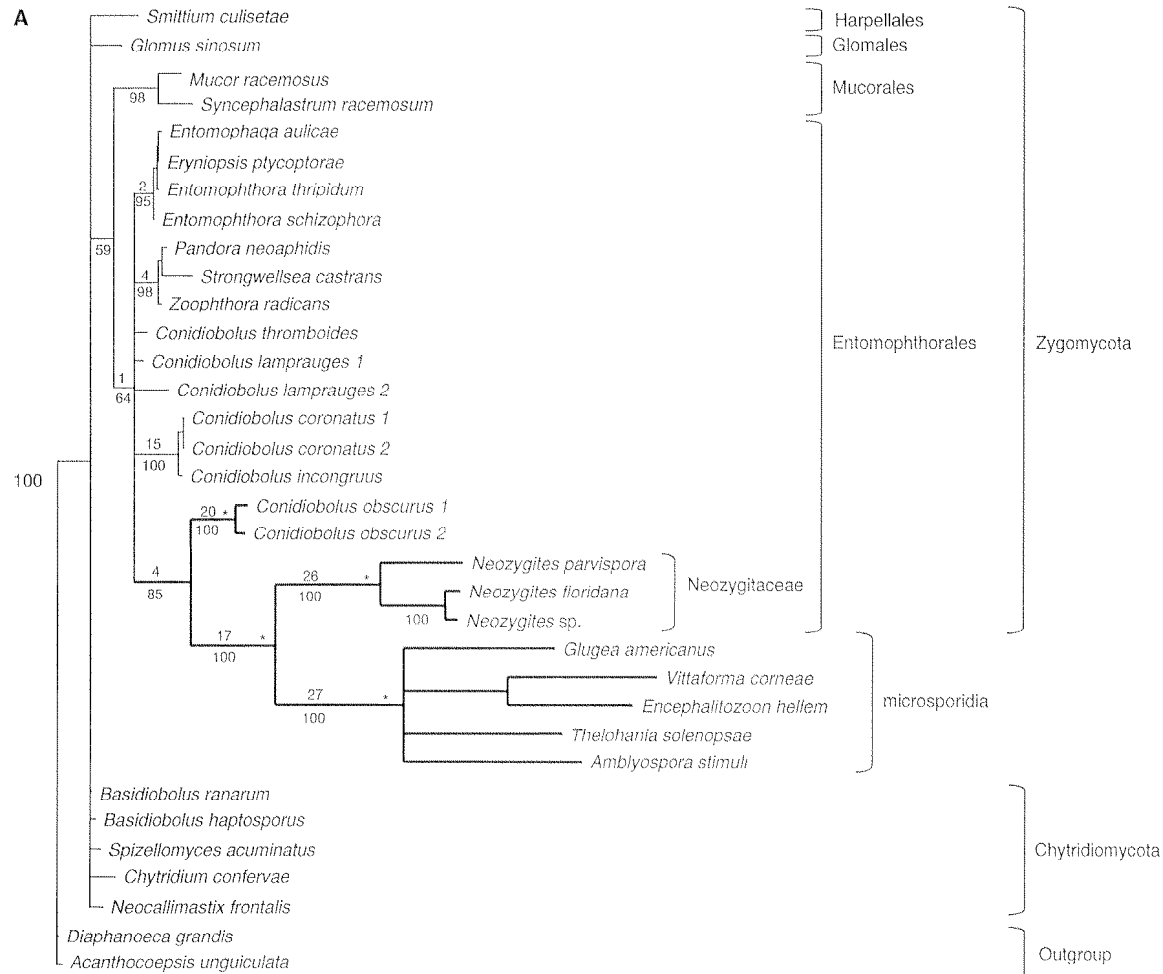 A
Smittium culisetae
Harpellales
Glomus sinosum
Glomales
Mucor racemosus
Mucorales
98
Syncephalastrum racemosum
Entomophaga aulicae
Eryniopsis ptycoptorae
2
Entomophthora thripidum
95
Entomophthora schizophora
59
Pandora neoaphidis
4
Strongwellsea castrans
98
Zoophthora radicans
Conidiobolus thromboides
Entomophthorales
Zygomycota
Conidiobolus lamprauges 1
1
64
Conidiobolus lamprauges 2
Conidiobolus coronatus 1
15
Conidiobolus coronatus 2
100
Conidiobolus incongruus
100
20 *
Conidiobolus obscurus 1
100
Conidiobolus obscurus 2
Neozygites parvispora
4
26 *
Neozygitaceae
85
100
Neozygites floridana
100
Neozygites sp.
17 *
100
Glugea americanus
Vittaforma corneae
27 *
microsporidia
100
Encephalitozoon hellem
Thelohania solenopsae
Amblyospora stimuli
Basidiobolus ranarum
Basidiobolus haptosporus
Spizellomyces acuminatus
Chytridiomycota
Chytridium confervae
Neocallimastix frontalis
Diaphanoeca grandis
Outgroup
Acanthocoepsis unguiculata